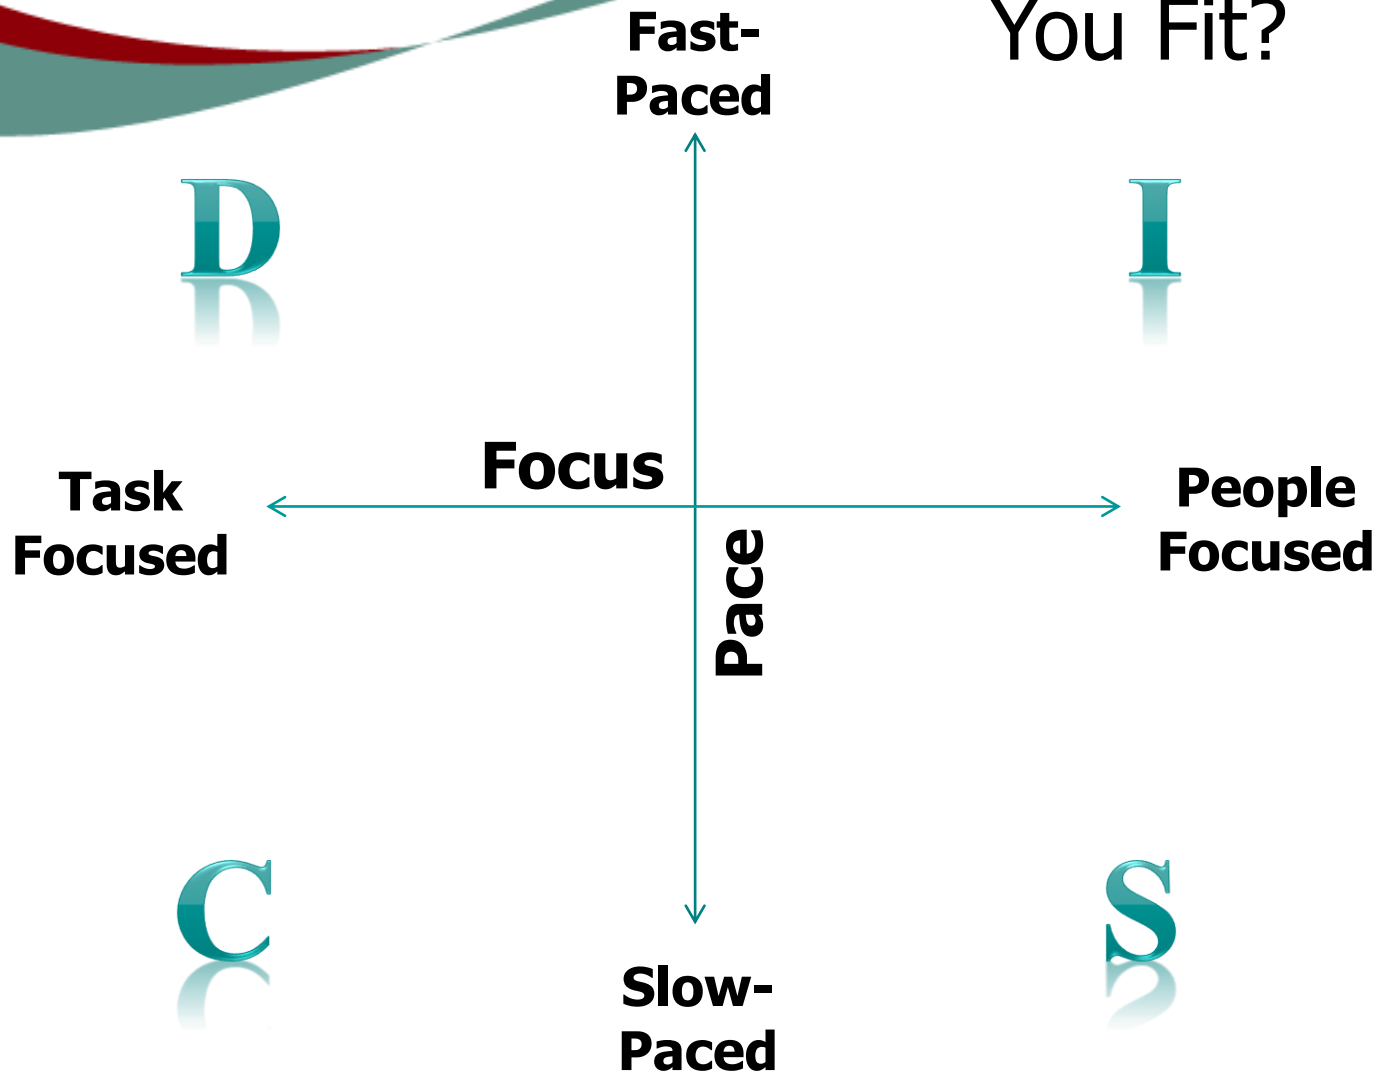 You Fit?
Fast-
Paced
D
I
Focus
Task
Focused
People
Focused
Pace
C
S
Slow-
Paced